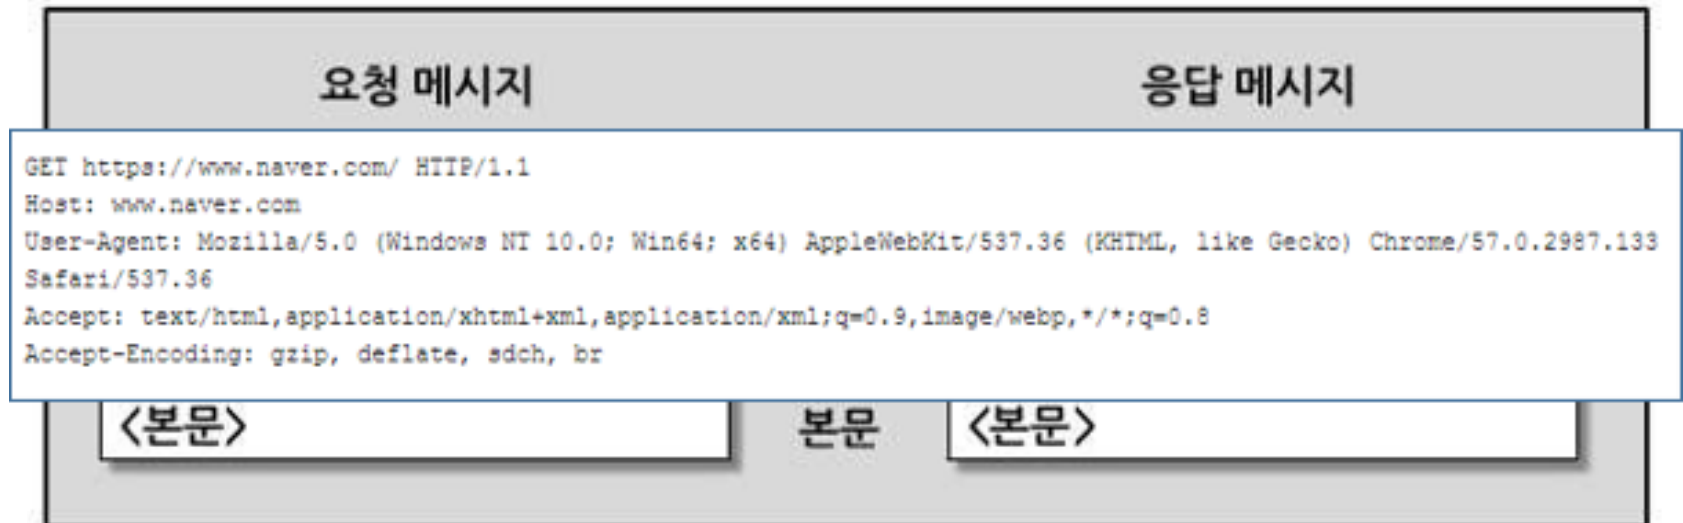 요청 메시지 응답 메시지
GET https://www.naver.com/ HTTP/1.1
Host: www.naver.com
User-Agent: Mozilla/5.0 (Windows NT 10.0; Win64; x64) AppleWebKit/537.36 (KHTML, like Gecko) Chrome/57.0.2987.133
Safari/537.36
Accept: text/html,application/xhtml+xml,application/xml;q=0.9,image/webp,*/*;q=0.8
Accept-Encoding: gzip, deflate, sdch, br
<본문> 본문 <본문>